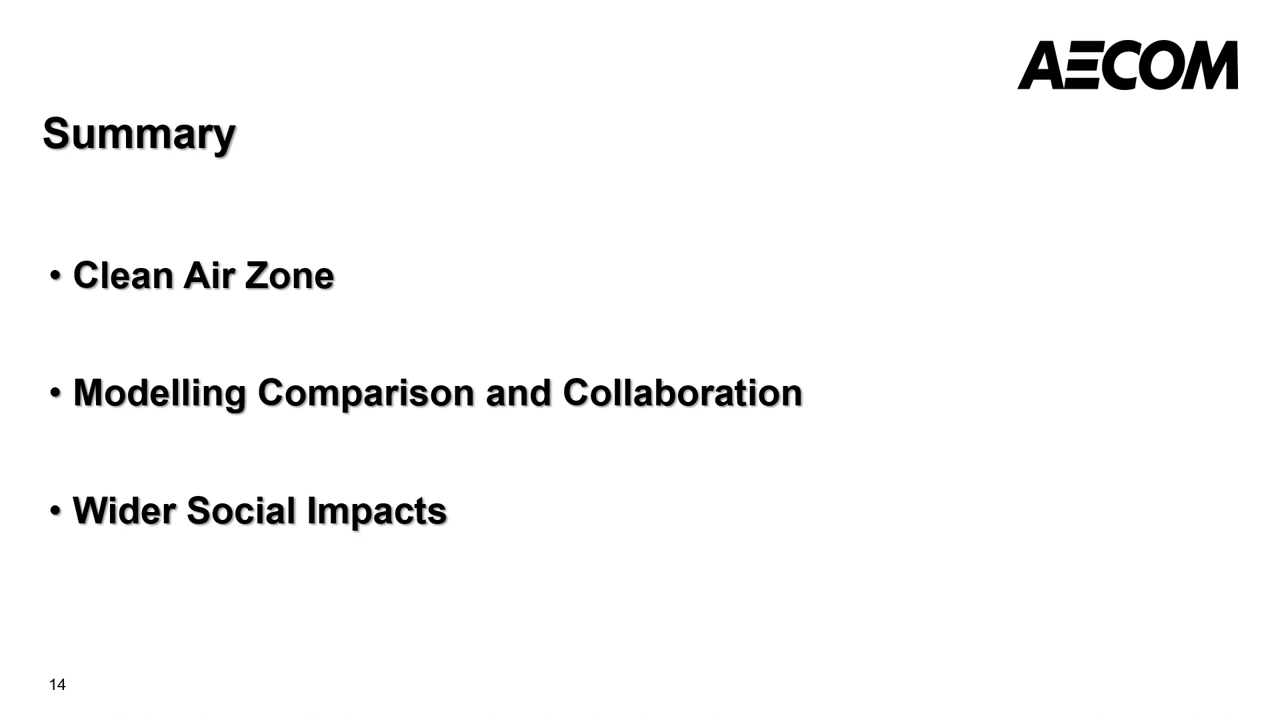 AECOM
Summary
• Clean Air Zone
• Modelling Comparison and Collaboration
• Wider Social Impacts
14